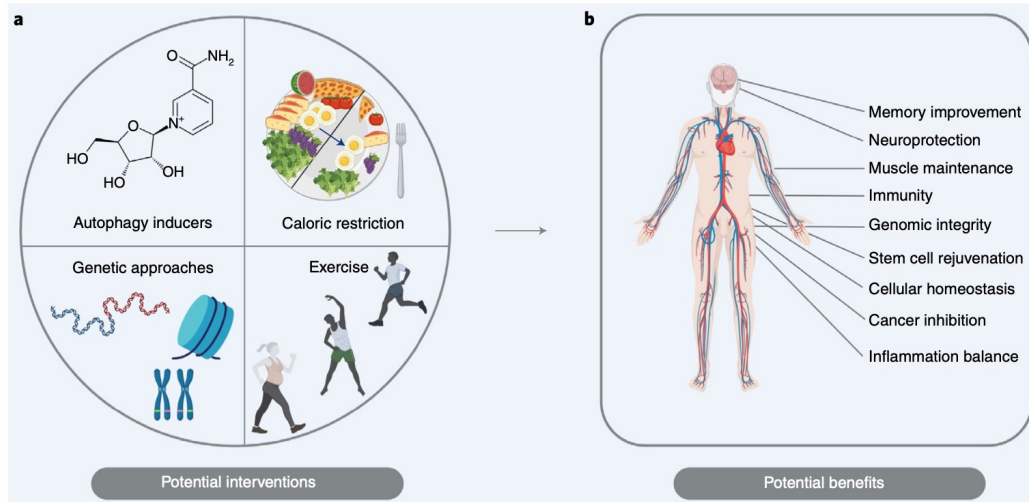 a
O
NH2
N+
O
HO
HO
OH
Autophagy inducers
Caloric restriction
Genetic approaches
Exercise
Potential interventions
b
Memory improvement
Neuroprotection
Muscle maintenance
Immunity
Genomic integrity
Stem cell rejuvenation
Cellular homeostasis
Cancer inhibition
Inflammation balance
Potential benefits